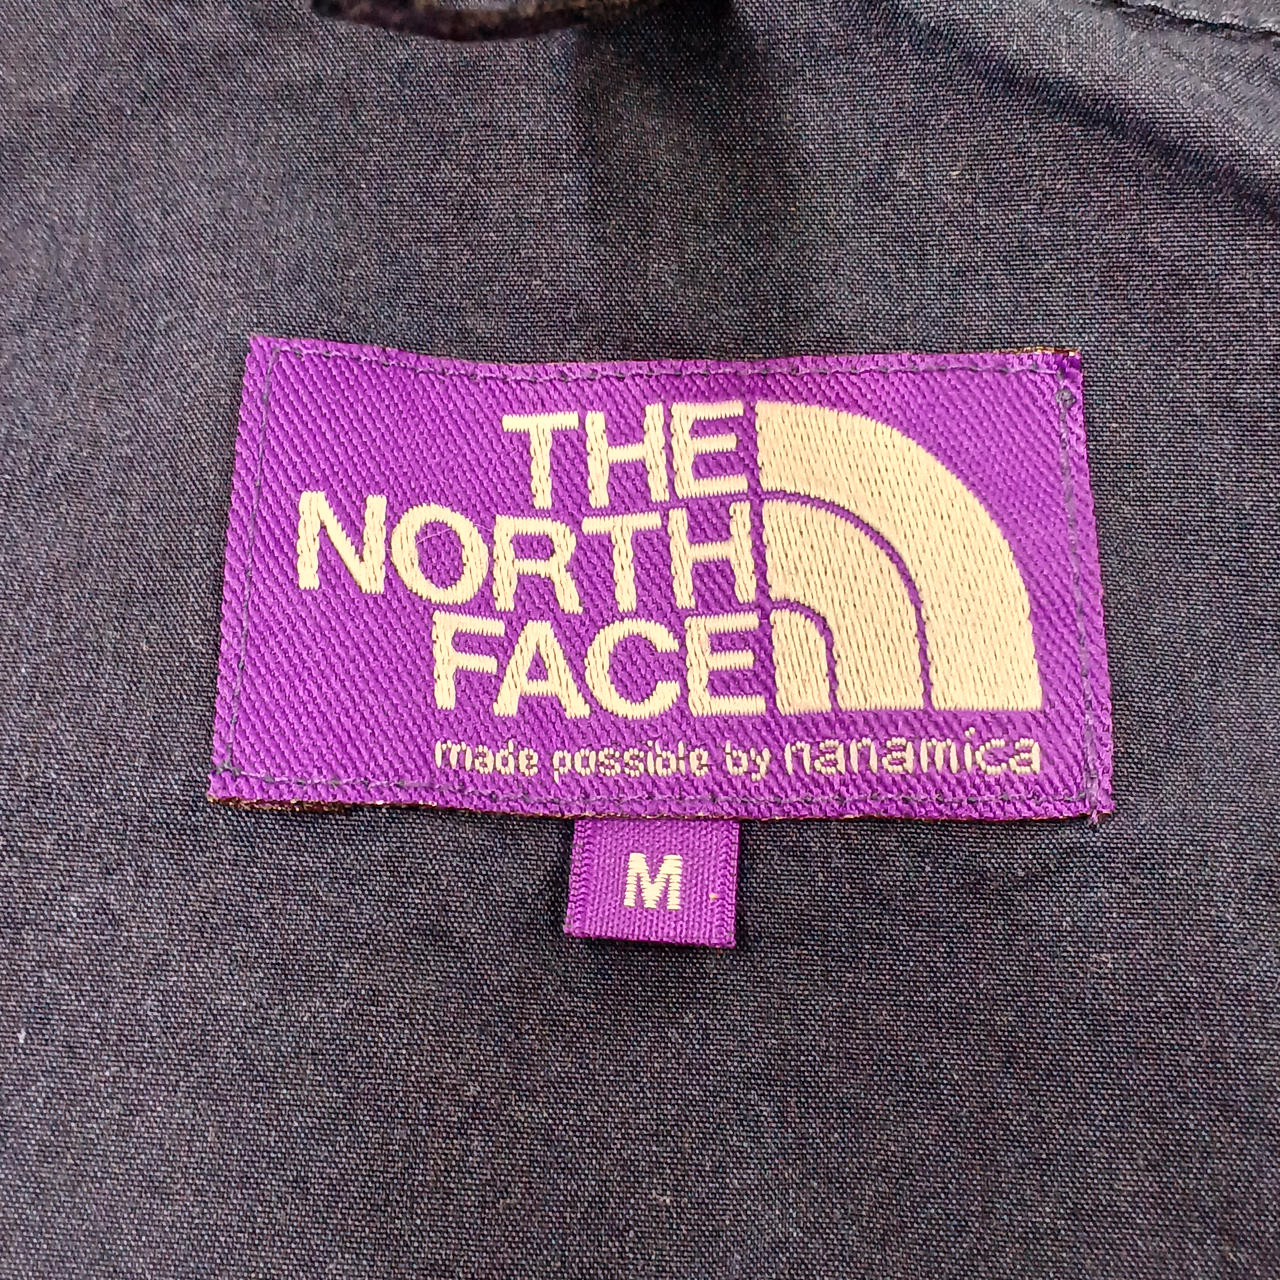 THE
NORTH
FACE
made possible by nanamica
M